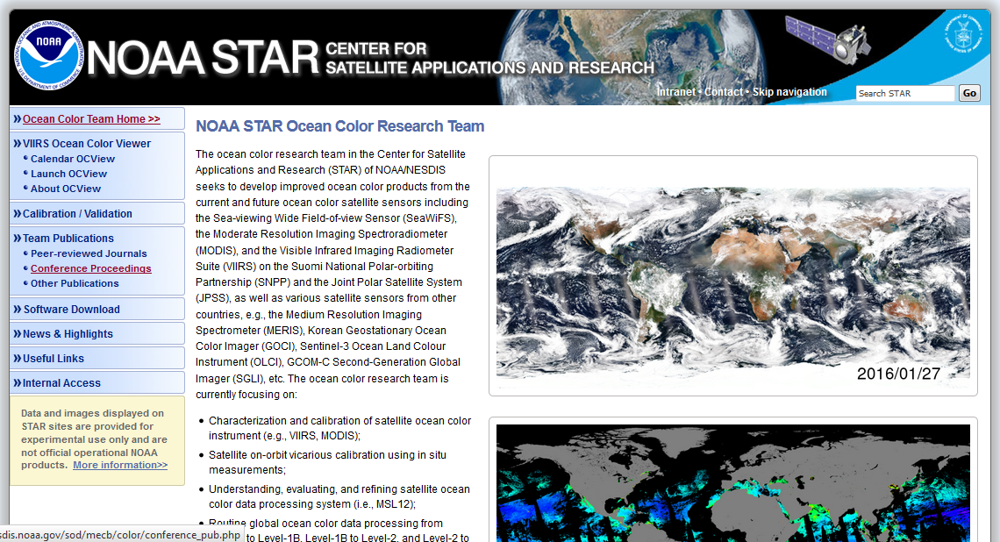 NOAA
NATIONAL OCEANIC AND ATMOSPHERIC ADMINISTRATION
U.S. DEPARTMENT OF COMMERCE
NOAA STAR CENTER FOR
SATELLITE APPLICATIONS AND RESEARCH
Intranet • Contact • Skip navigation
Search STAR
Go
Ocean Color Team Home >>
VIIRS Ocean Color Viewer
Calendar OCView
Launch OCView
About OCView
Calibration / Validation
Team Publications
Peer-reviewed Journals
Conference Proceedings
Other Publications
Software Download
News & Highlights
Useful Links
Internal Access
Data and images displayed on
STAR sites are provided for
experimental use only and are
not official operational NOAA
products. More information>>
NOAA STAR Ocean Color Research Team
The ocean color research team in the Center for Satellite
Applications and Research (STAR) of NOAA/NESDIS
seeks to develop improved ocean color products from the
current and future ocean color satellite sensors including
the Sea-viewing Wide Field-of-view Sensor (SeaWiFS),
the Moderate Resolution Imaging Spectroradiometer
(MODIS), and the Visible Infrared Imaging Radiometer
Suite (VIIRS) on the Suomi National Polar-orbiting
Partnership (SNPP) and the Joint Polar Satellite System
(JPSS), as well as various satellite sensors from other
countries, e.g., the Medium Resolution Imaging
Spectrometer (MERIS), Korean Geostationary Ocean
Color Imager (GOCI), Sentinel-3 Ocean Land Colour
Instrument (OLCI), GCOM-C Second-Generation Global
Imager (SGLI), etc. The ocean color research team is
currently focusing on:
• Characterization and calibration of satellite ocean color
instrument (e.g., VIIRS, MODIS);
• Satellite on-orbit vicarious calibration using in situ
measurements;
• Understanding, evaluating, and refining satellite ocean
color data processing system (i.e., MSL12);
• Routine global ocean color data processing from
to Level-1B, Level-1B to Level-2, and Level-2 to
2016/01/27
sdis.noaa.gov/sod/mecb/color/conference_pub.php